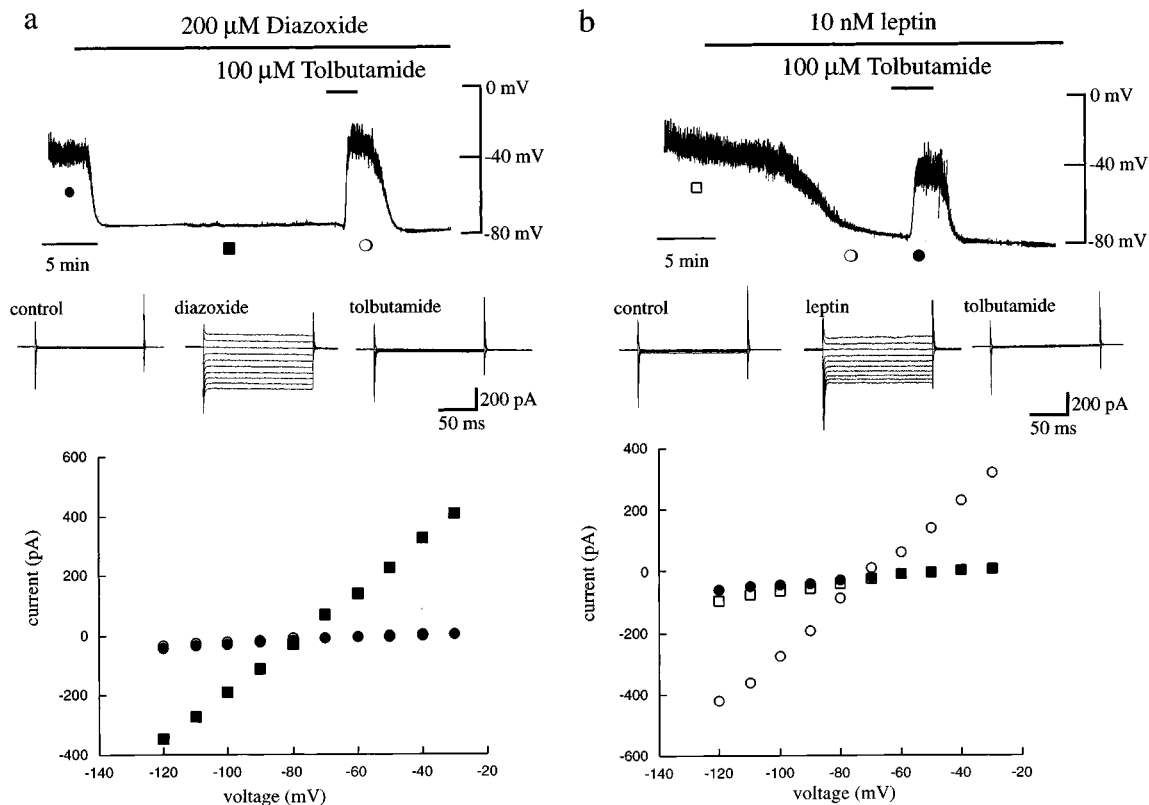 a
200 μM Diazoxide
100 μM Tolbutamide
0 mV
-40 mV
-80 mV
5 min
control
diazoxide
tolbutamide
200 pA
50 ms
600
400
200
0
-200
-400
current (pA)
-140
-120
-100
-80
-60
-40
-20
voltage (mV)
b
10 nM leptin
100 μM Tolbutamide
0 mV
-40 mV
-80 mV
5 min
control
leptin
tolbutamide
200 pA
50 ms
400
200
0
-200
-400
-600
current (pA)
-140
-120
-100
-80
-60
-40
-20
voltage (mV)